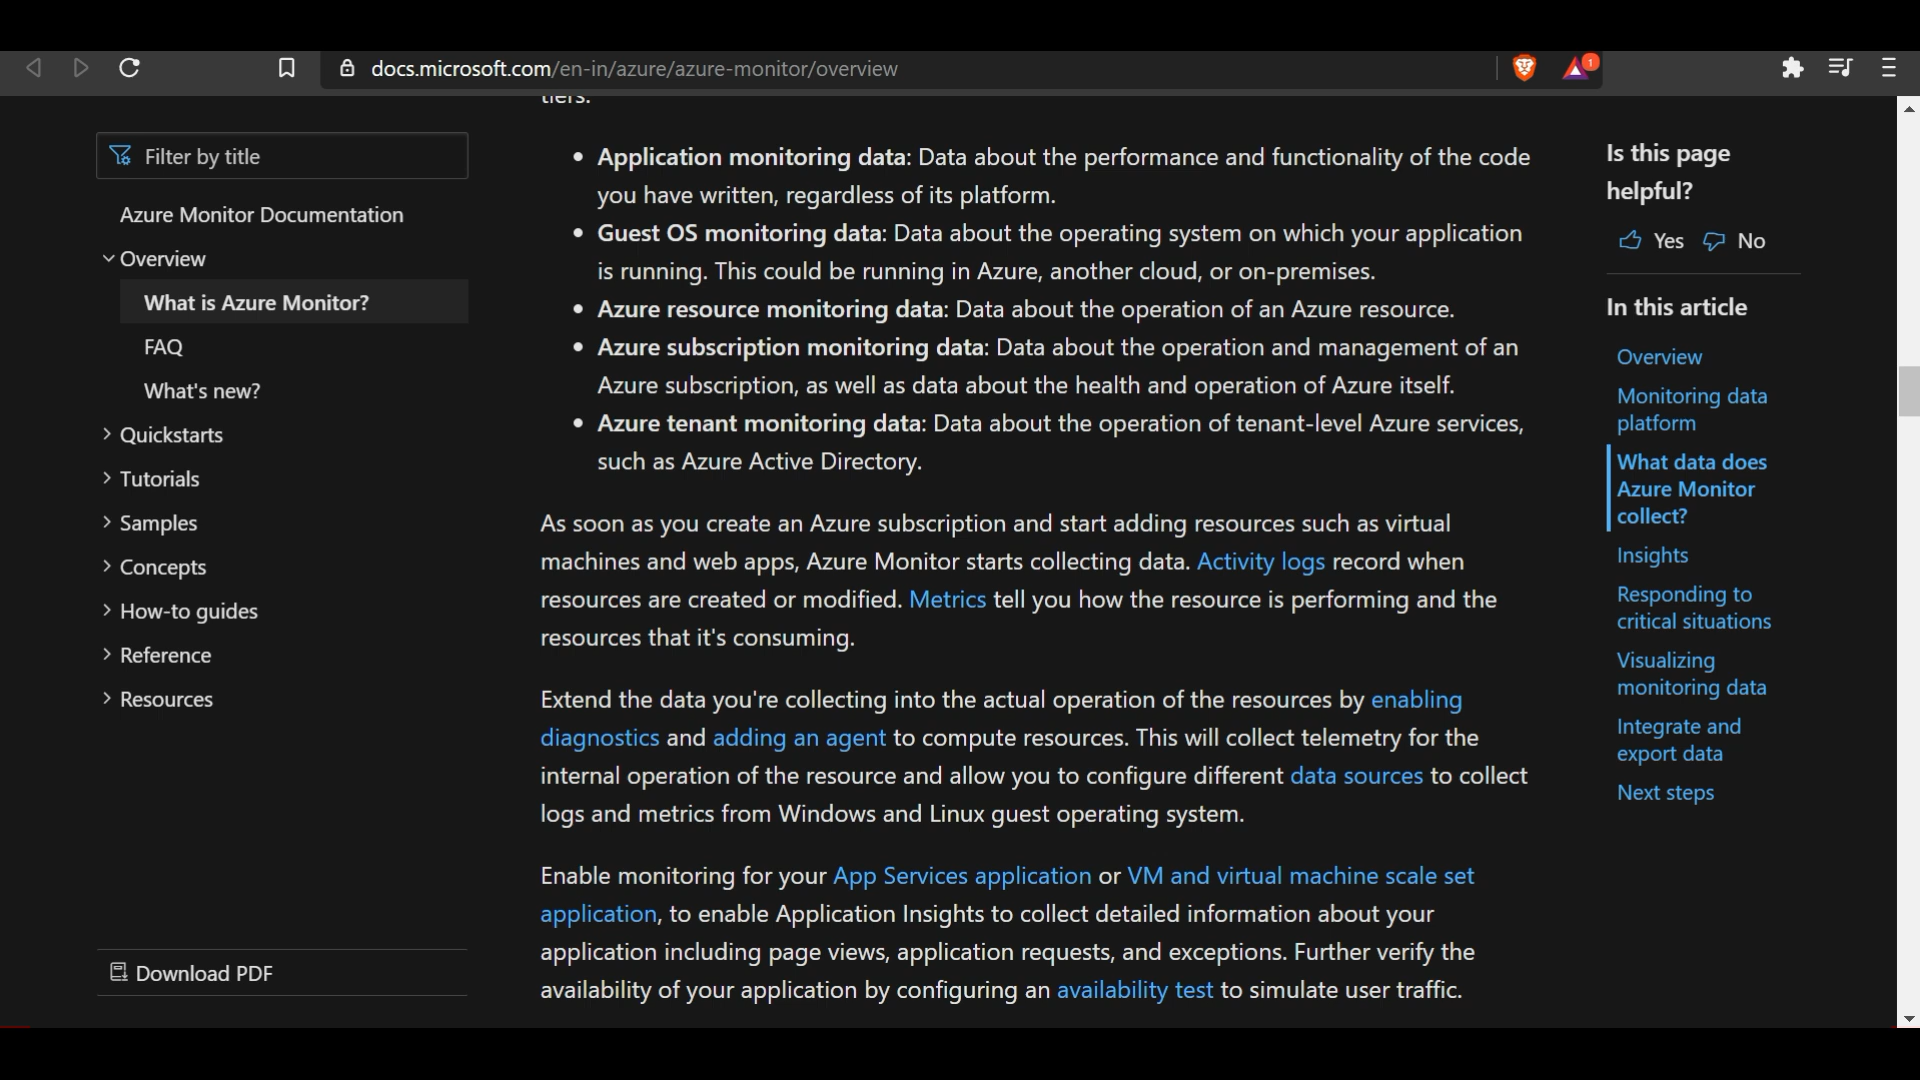 docs.microsoft.com/en-in/azure/azure-monitor/overview
1
tiers.
Filter by title
Azure Monitor Documentation
Overview
What is Azure Monitor?
FAQ
What's new?
Quickstarts
Tutorials
Samples
Concepts
How-to guides
Reference
Resources
Download PDF
• Application monitoring data: Data about the performance and functionality of the code
you have written, regardless of its platform.
• Guest OS monitoring data: Data about the operating system on which your application
is running. This could be running in Azure, another cloud, or on-premises.
• Azure resource monitoring data: Data about the operation of an Azure resource.
• Azure subscription monitoring data: Data about the operation and management of an
Azure subscription, as well as data about the health and operation of Azure itself.
• Azure tenant monitoring data: Data about the operation of tenant-level Azure services,
such as Azure Active Directory.
As soon as you create an Azure subscription and start adding resources such as virtual
machines and web apps, Azure Monitor starts collecting data. Activity logs record when
resources are created or modified. Metrics tell you how the resource is performing and the
resources that it's consuming.
Extend the data you're collecting into the actual operation of the resources by enabling
diagnostics and adding an agent to compute resources. This will collect telemetry for the
internal operation of the resource and allow you to configure different data sources to collect
logs and metrics from Windows and Linux guest operating system.
Enable monitoring for your App Services application or VM and virtual machine scale set
application, to enable Application Insights to collect detailed information about your
application including page views, application requests, and exceptions. Further verify the
availability of your application by configuring an availability test to simulate user traffic.
Is this page
helpful?
Yes No
In this article
Overview
Monitoring data
platform
What data does
Azure Monitor
collect?
Insights
Responding to
critical situations
Visualizing
monitoring data
Integrate and
export data
Next steps